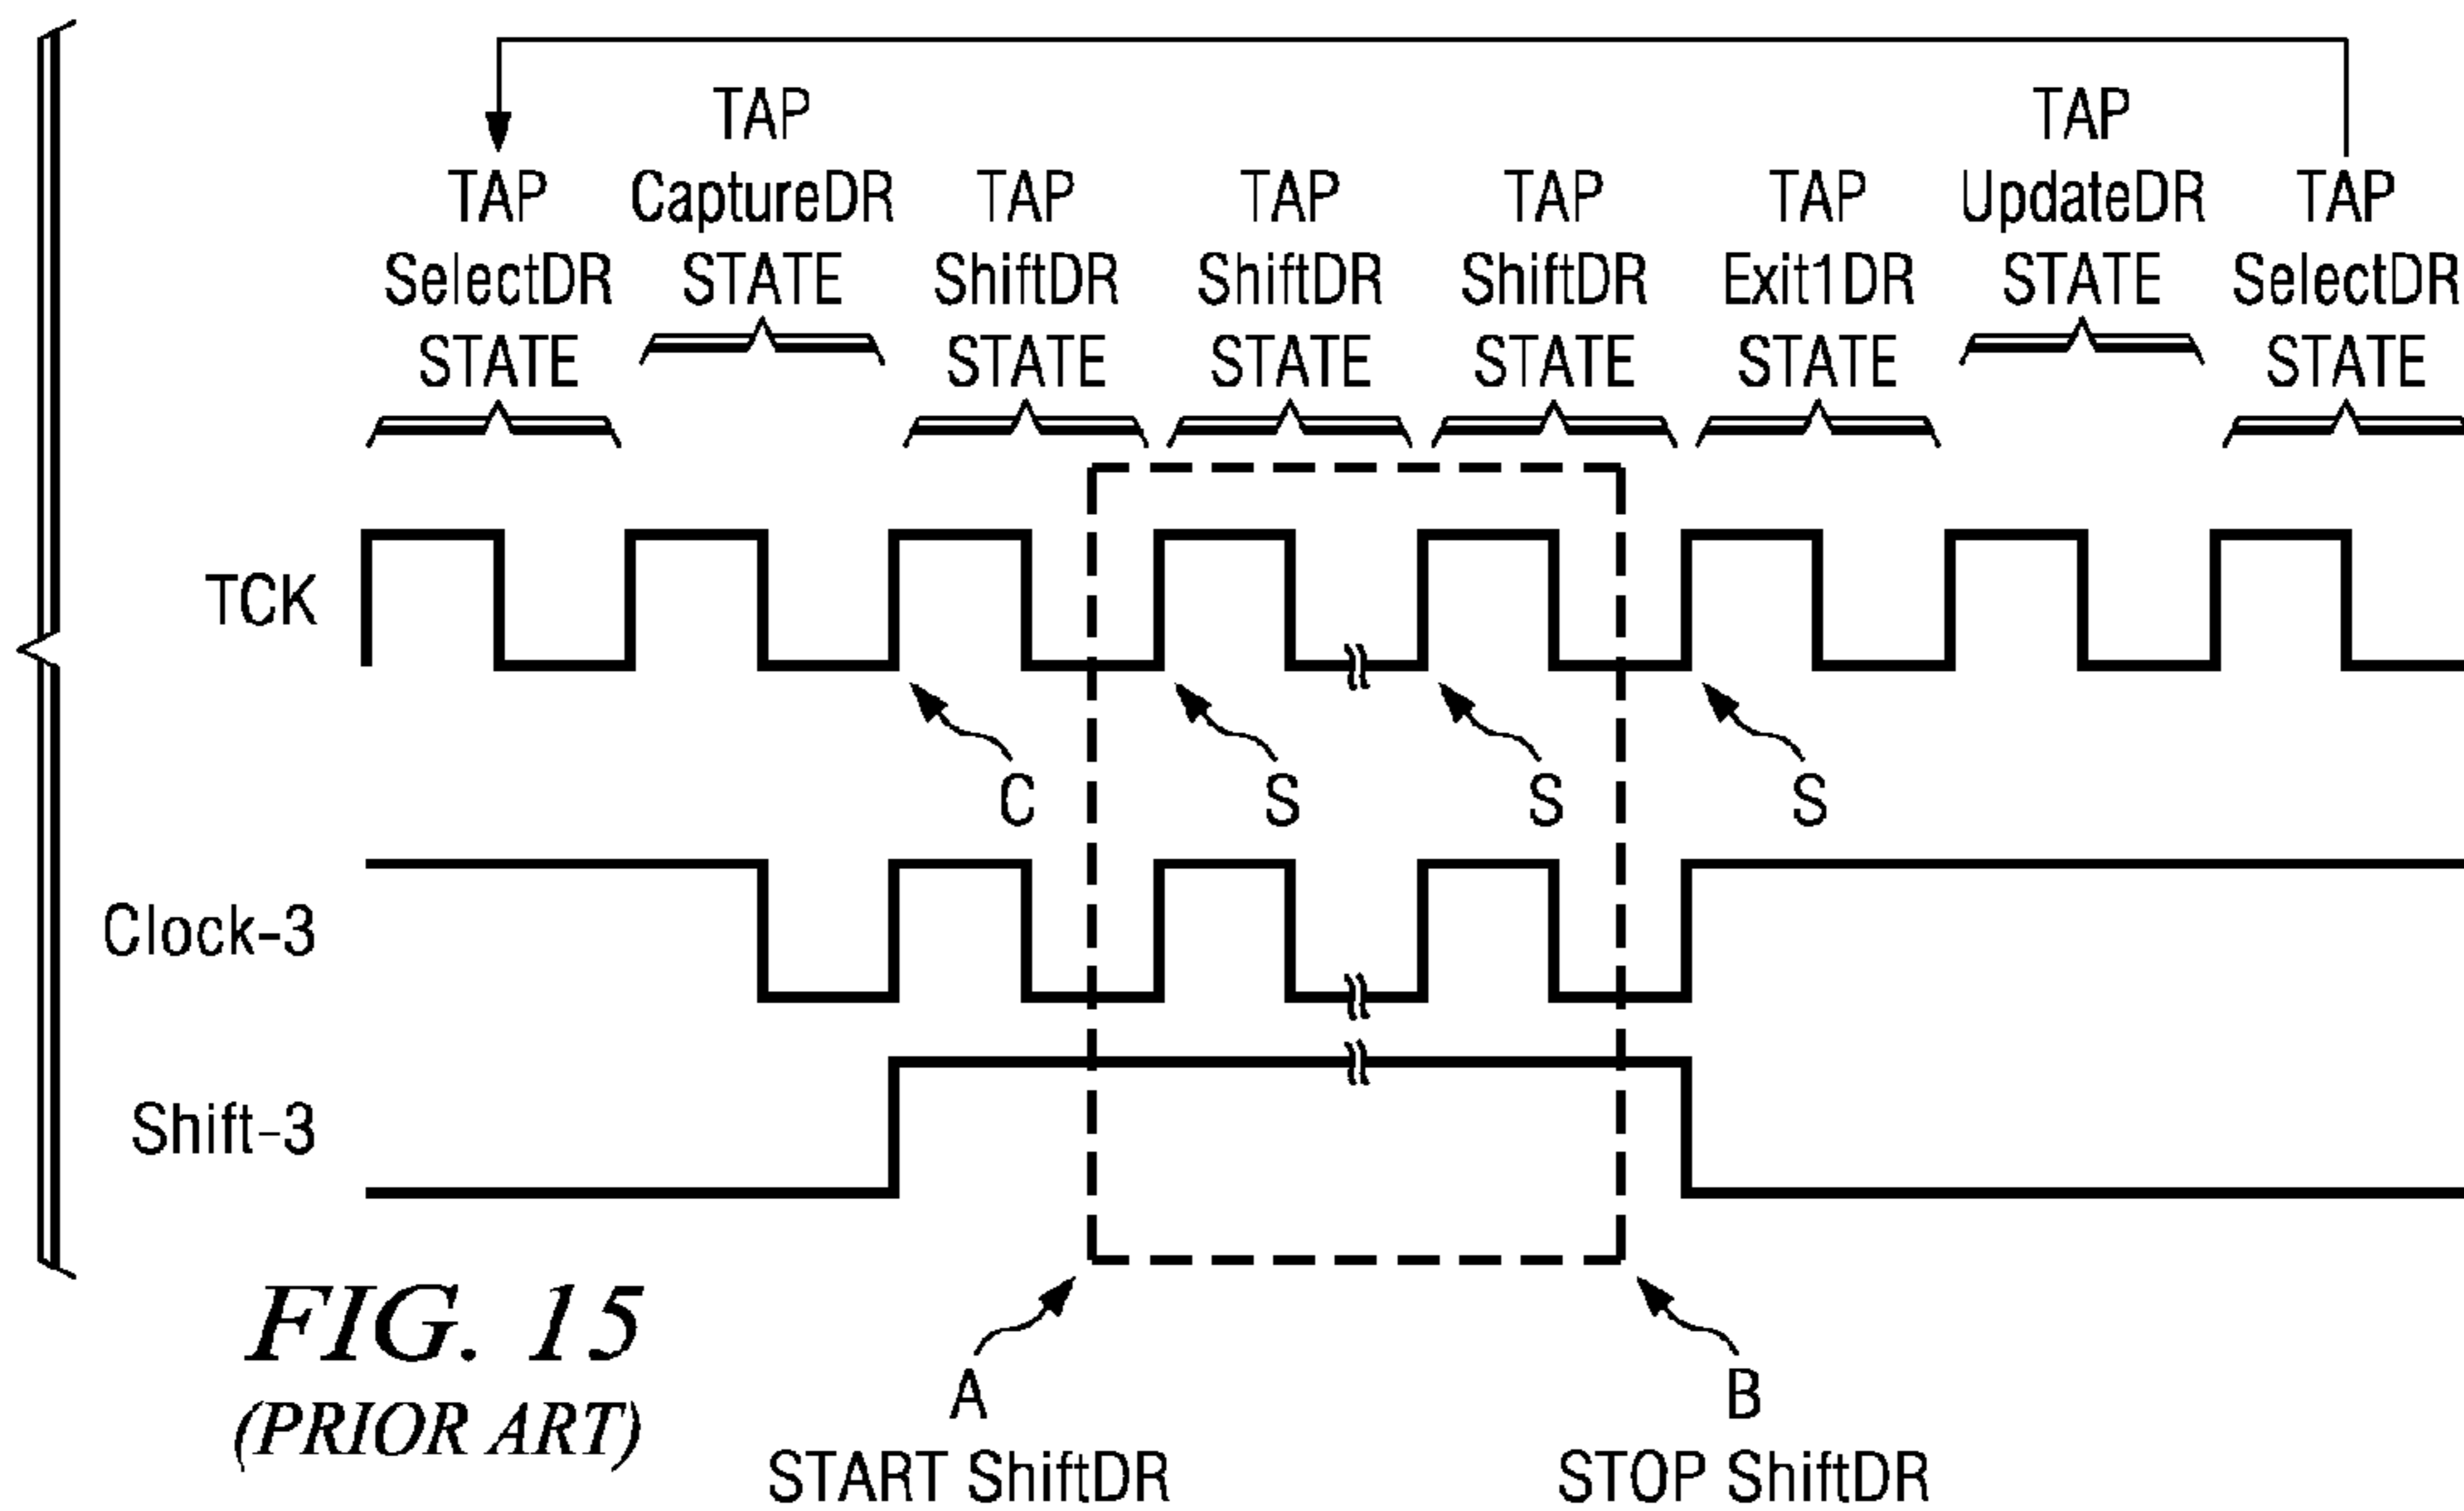 TAP
SelectDR
STATE
TAP
CaptureDR
STATE
TAP
ShiftDR
STATE
TAP
ShiftDR
STATE
TAP
ShiftDR
STATE
TAP
Exit1DR
STATE
TAP
UpdateDR
STATE
TAP
SelectDR
STATE
TCK
C
S
S
S
Clock-3
Shift-3
A
START ShiftDR
B
STOP ShiftDR
FIG. 15
(PRIOR ART)